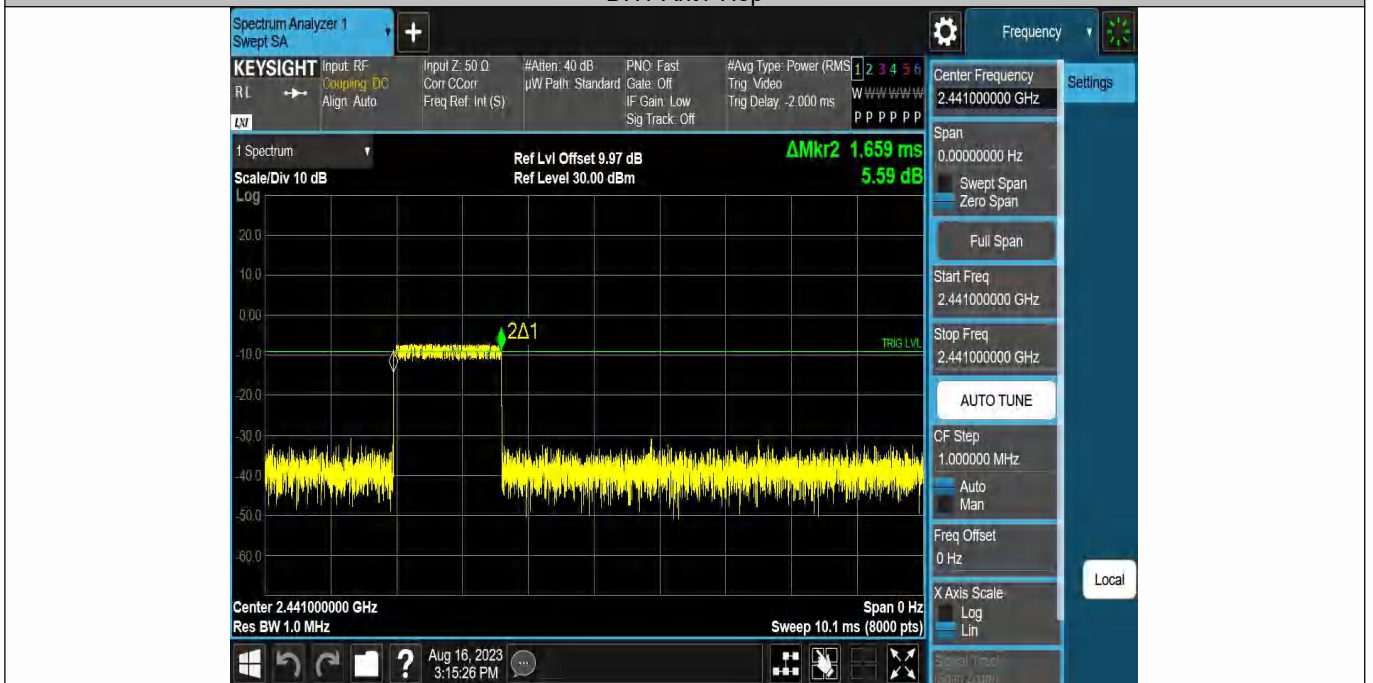 Spectrum Analyzer 1
Swept SA
+
Frequency
KEYSIGHT
RL
LXI
Input: RF
Coupling: DC
Align: Auto
Input Z: 50 Ω
Corr CCorr
Freq Ref: Int (S)
#Atten: 40 dB
µW Path: Standard
PNO: Fast
Gate: Off
IF Gain: Low
Sig Track: Off
#Avg Type: Power (RMS
Trig: Video
Trig Delay: -2.000 ms
1 2 3 4 5 6
W W W W W W
P P P P P P
1 Spectrum
Scale/Div 10 dB
Log
Ref Lvl Offset 9.97 dB
Ref Level 30.00 dBm
ΔMkr2 1.659 ms
5.59 dB
20.0
10.0
0.00
-10.0
-20.0
-30.0
-40.0
-50.0
-60.0
2Δ1
TRIG LVL
Center 2.441000000 GHz
Res BW 1.0 MHz
Span 0 Hz
Sweep 10.1 ms (8000 pts)
?
Aug 16, 2023
3:15:26 PM
Center Frequency
2.441000000 GHz
Settings
Span
0.00000000 Hz
Swept Span
Zero Span
Full Span
Start Freq
2.441000000 GHz
Stop Freq
2.441000000 GHz
AUTO TUNE
CF Step
1.000000 MHz
Auto
Man
Freq Offset
0 Hz
X Axis Scale
Log
Lin
Local
Signal Track
(Span Zoom)